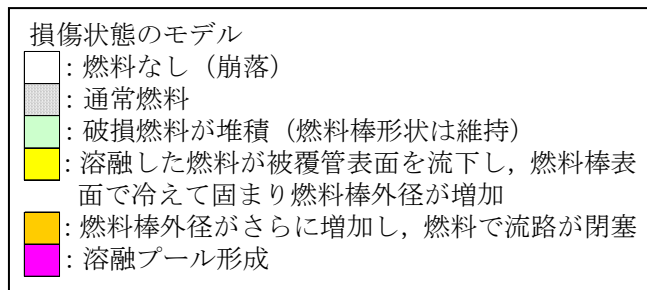 損傷状態のモデル
：燃料なし（崩落）
：通常燃料
：破損燃料が堆積（燃料棒形状は維持）
：溶融した燃料が被覆管表面を流下し，燃料棒表
面で冷えて固まり燃料棒外径が増加
：燃料棒外径がさらに増加し，燃料で流路が閉塞
：溶融プール形成